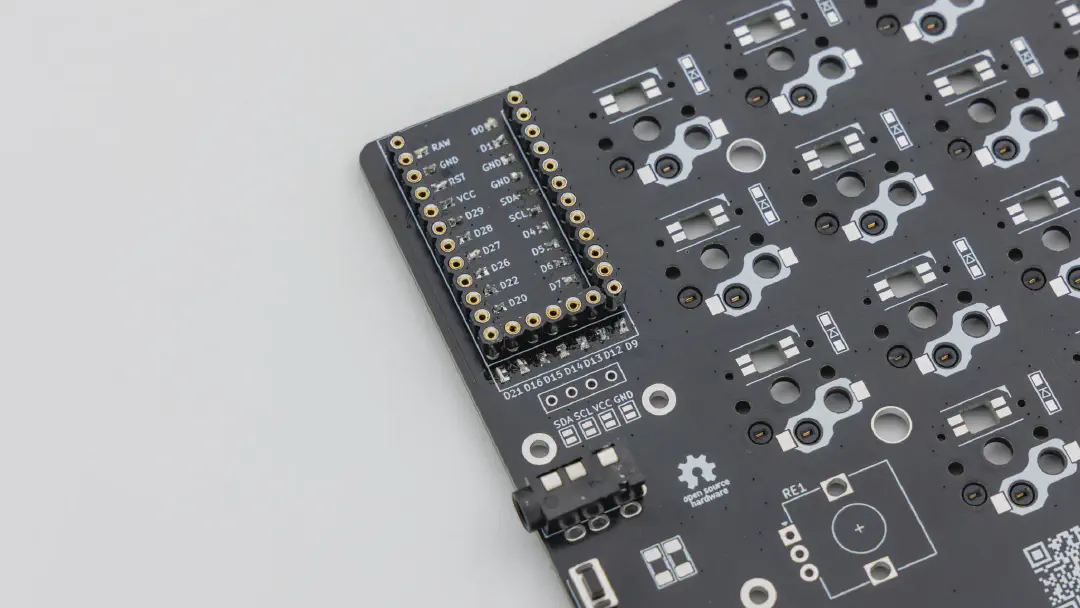 RAW
GND
RST
VCC
D29
D28
D27
D26
D22
D20
D0
D1
GND
GND
SDA
SCL
D4
D5
D6
D7
D21 D16 D15 D14 D13 D12 D9
SDA SCL VCC GND
open source
hardware
RE1